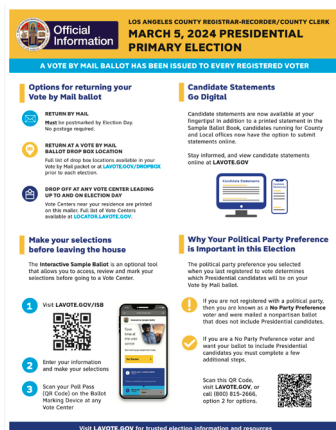 Official
Information
LOS ANGELES COUNTY REGISTRAR-RECORDER/COUNTY CLERK
MARCH 5, 2024 PRESIDENTIAL
PRIMARY ELECTION
A VOTE BY MAIL BALLOT HAS BEEN ISSUED TO EVERY REGISTERED VOTER
Options for returning your
Vote by Mail ballot
RETURN BY MAIL
Must be postmarked by Election Day.
No postage required.
RETURN AT A VOTE BY MAIL
BALLOT DROP BOX LOCATION
Full list of drop box locations available in your
Vote by Mail packet or at LAVOTE.GOV/DROPBOX
prior to each election.
DROP OFF AT ANY VOTE CENTER LEADING
UP TO AND ON ELECTION DAY
Vote Centers near your residence are printed
on this mailer. Full list of Vote Centers
available at LOCATOR.LAVOTE.GOV.
Candidate Statements
Go Digital
Candidate statements are now available at your
fingertips! In addition to a printed statement in the
Sample Ballot Book, candidates running for County
and Local offices now have the option to submit
statements online.
Stay informed, and view candidate statements
online at LAVOTE.GOV
Candidate Statements
Make your selections
before leaving the house
The Interactive Sample Ballot is an optional tool
that allows you to access, review and mark your
selections before going to a Vote Center.
1
Visit LAVOTE.GOV/ISB
2
Enter your information
and make your selections
3
Scan your Poll Pass
(QR Code) on the Ballot
Marking Device at any
Vote Center
Why Your Political Party Preference
is Important in this Election
The political party preference you selected
when you last registered to vote determines
which Presidential candidates will be on your
Vote by Mail Ballot.
If you are not registered with a political party,
then you are known as a No Party Preference
voter and were mailed a nonpartisan ballot
that does not include Presidential candidates.
If you are a No Party Preference voter and
want your ballot to include Presidential
candidates you must complete a few
additional steps.
Scan this QR Code,
visit LAVOTE.GOV, or
call (800) 815-2666,
option 2 for options.
Visit LAVOTE.GOV for trusted election information and resources